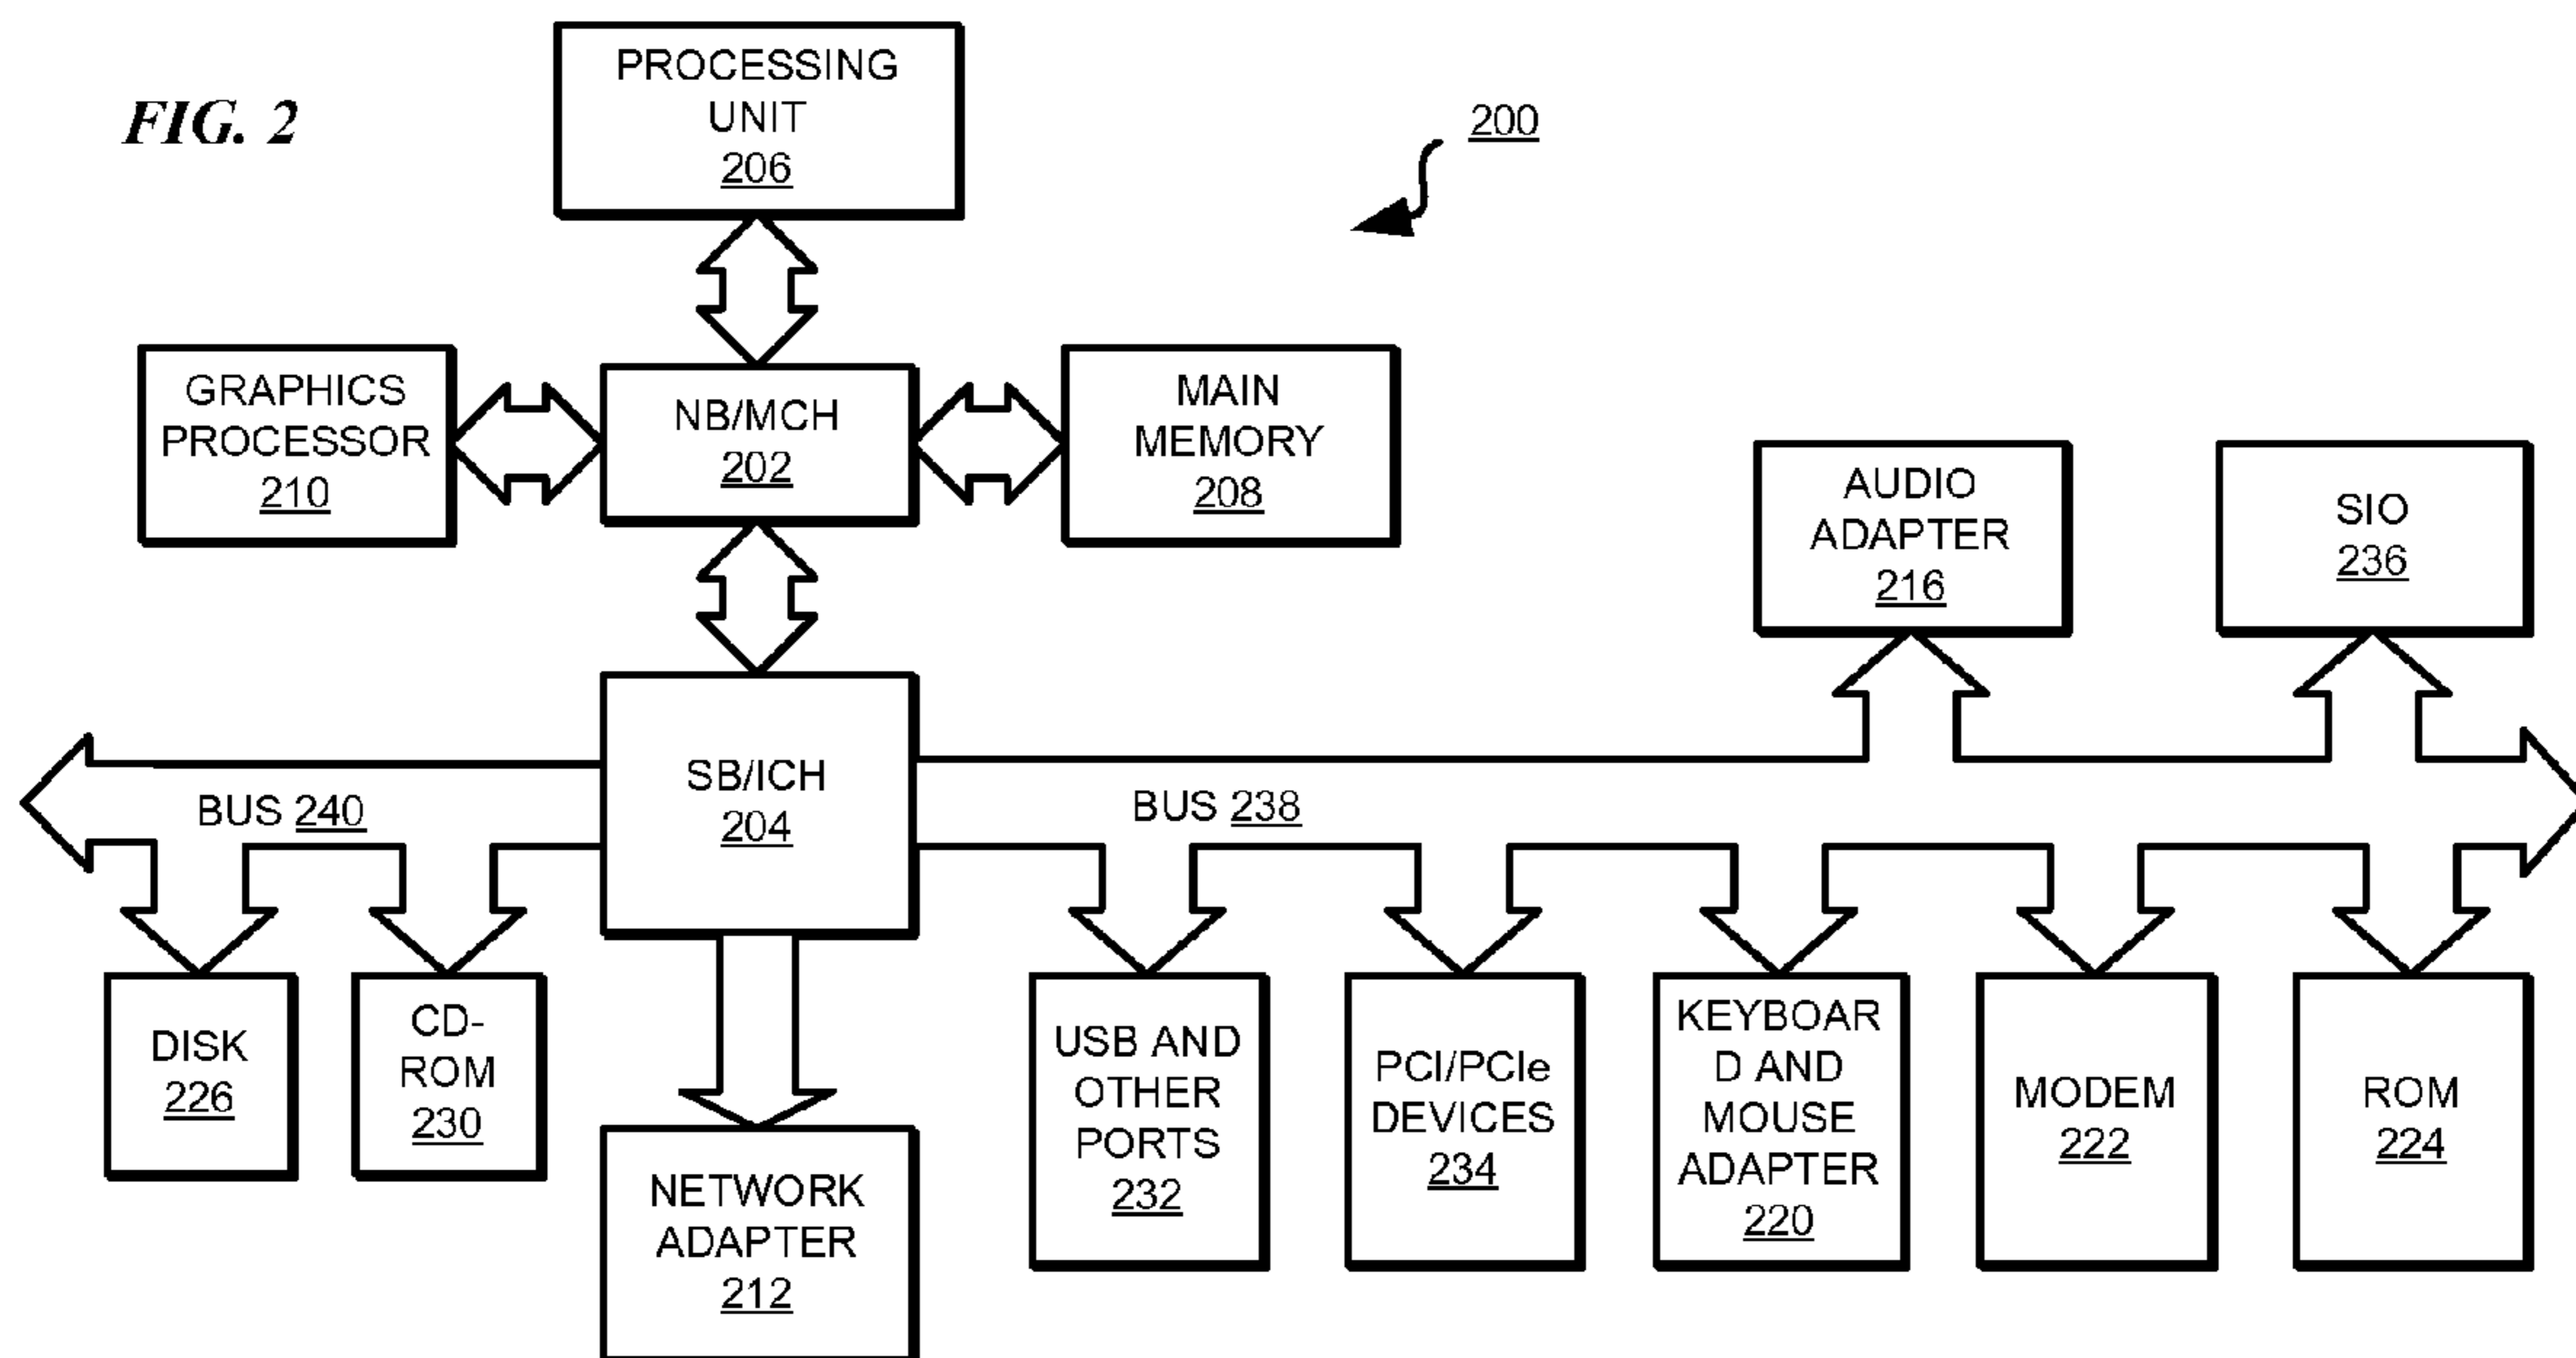 FIG. 2
200
PROCESSING
UNIT
206
GRAPHICS
PROCESSOR
210
NB/MCH
202
MAIN
MEMORY
208
AUDIO
ADAPTER
216
SIO
236
BUS 240
SB/ICH
204
BUS 238
DISK
226
CD-
ROM
230
NETWORK
ADAPTER
212
USB AND
OTHER
PORTS
232
PCI/PCIe
DEVICES
234
KEYBOAR
D AND
MOUSE
ADAPTER
220
MODEM
222
ROM
224